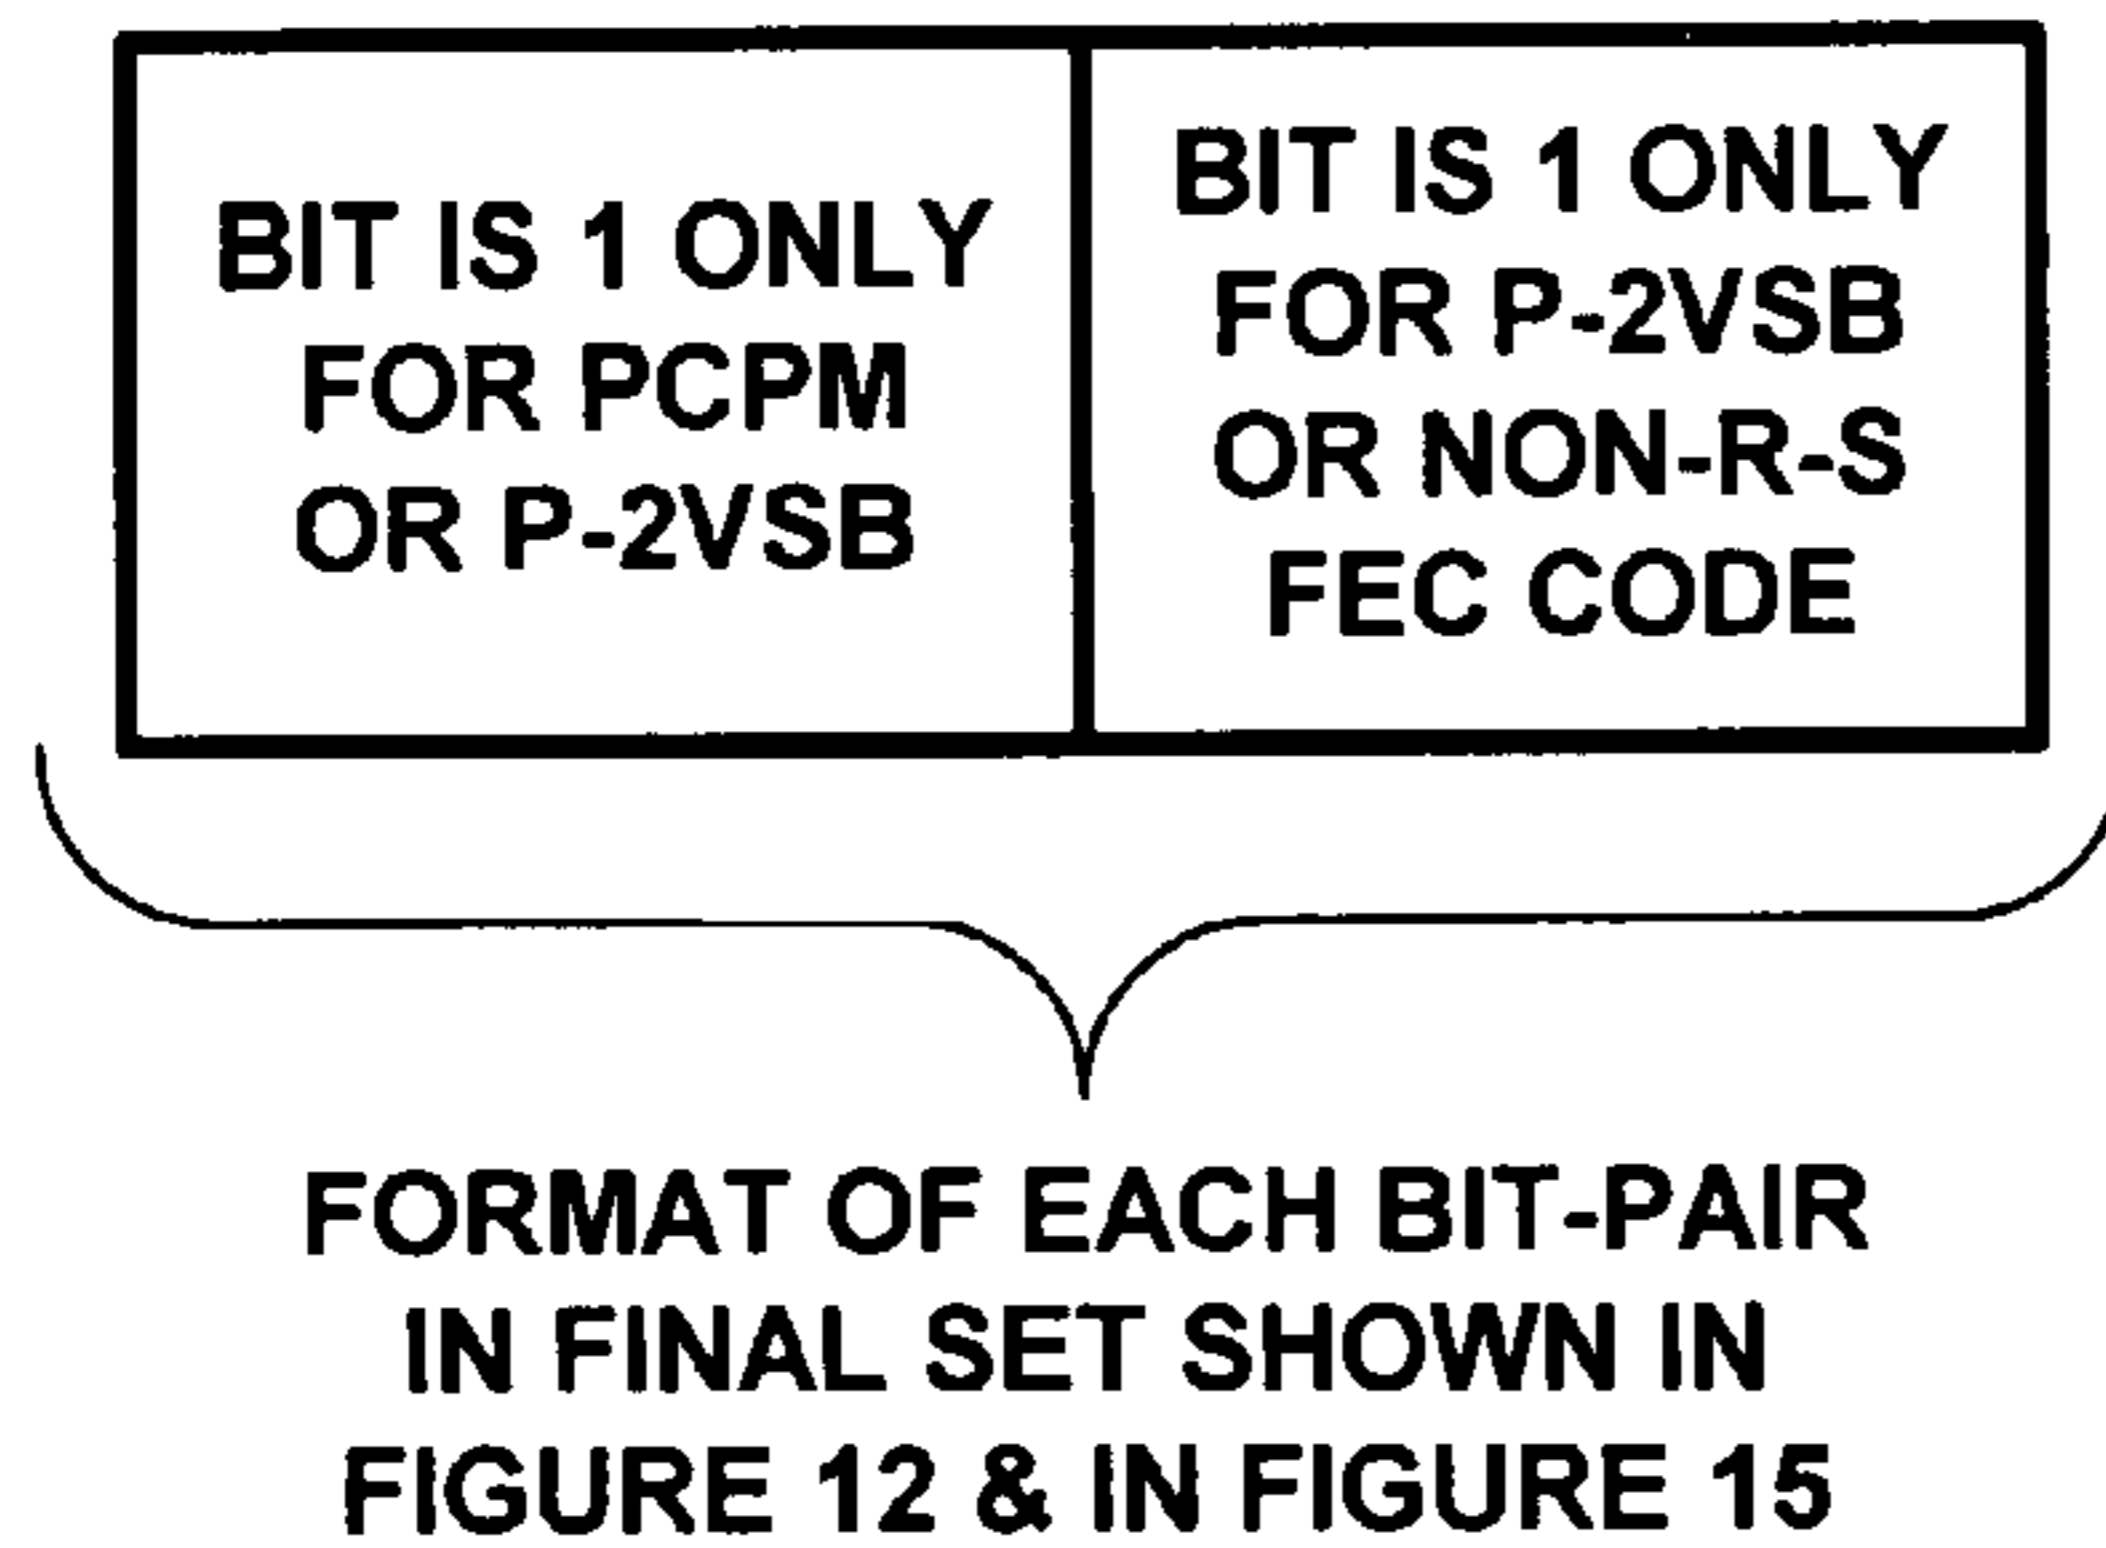 BIT IS 1 ONLY
FOR PCPM
OR P-2VSB
BIT IS 1 ONLY
FOR P-2VSB
OR NON-R-S
FEC CODE
FORMAT OF EACH BIT-PAIR
IN FINAL SET SHOWN IN
FIGURE 12 & IN FIGURE 15